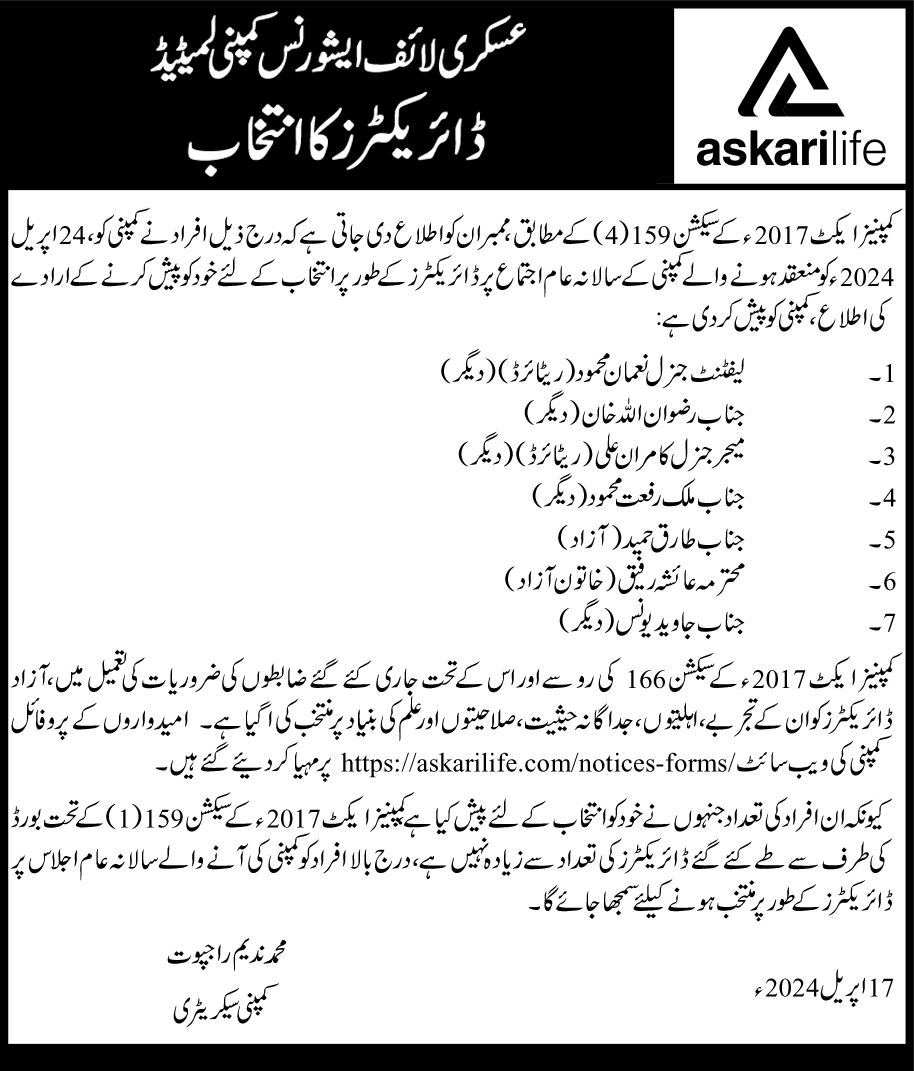 عسکری لائف ایشورنس کمپنی لمیٹیڈ
ڈائریکٹرز کا انتخاب
askarilife
کمپنیز ایکٹ 2017ء کے سیکشن 159(4) کے مطابق، ممبران کو اطلاع دی جاتی ہے کہ درج ذیل افراد نے کمپنی کو، 24 اپریل
2024ء کو منعقد ہونے والے کمپنی کے سالانہ عام اجتماع پر ڈائریکٹرز کے طور پر انتخاب کے لئے خود کو پیش کرنے کے ارادے
کی اطلاع، کمپنی کو پیش کردی ہے:
1۔ لیفٹننٹ جنرل نعمان محمود (ریٹائرڈ) (دیگر)
2۔ جناب رضوان اللہ خان (دیگر)
3۔ میجر جنرل کامران علی (ریٹائرڈ) (دیگر)
4۔ جناب ملک رفعت محمود (دیگر)
5۔ جناب طارق حمید (آزاد)
6۔ محترمہ عائشہ رفیق (خاتون آزاد)
7۔ جناب جاوید یونس (دیگر)
کمپنیز ایکٹ 2017ء کے سیکشن 166 کی رو سے اور اس کے تحت جاری کئے گئے ضابطوں کی ضروریات کی تعمیل میں، آزاد
ڈائریکٹرز کو ان کے تجربے، اہلیتوں، جداگانہ حیثیت، صلاحیتوں اور علم کی بنیاد پر منتخب کی اگیا ہے۔ امیدواروں کے پروفائل
کمپنی کی ویب سائٹ https://askarilife.com/notices-forms/ پر مہیا کر دیئے گئے ہیں۔
کیونکہ ان افراد کی تعداد جنہوں نے خود کو انتخاب کے لئے پیش کیا ہے کمپنیز ایکٹ 2017ء کے سیکشن 159(1) کے تحت بورڈ
کی طرف سے طے کئے گئے ڈائریکٹرز کی تعداد سے زیادہ نہیں ہے، درج بالا افراد کو کمپنی کی آنے والے سالانہ عام اجلاس پر
ڈائریکٹرز کے طور پر منتخب ہونے کیلئے سمجھا جائے گا۔
محمد ندیم راجپوت
کمپنی سیکریٹری
17 اپریل 2024ء